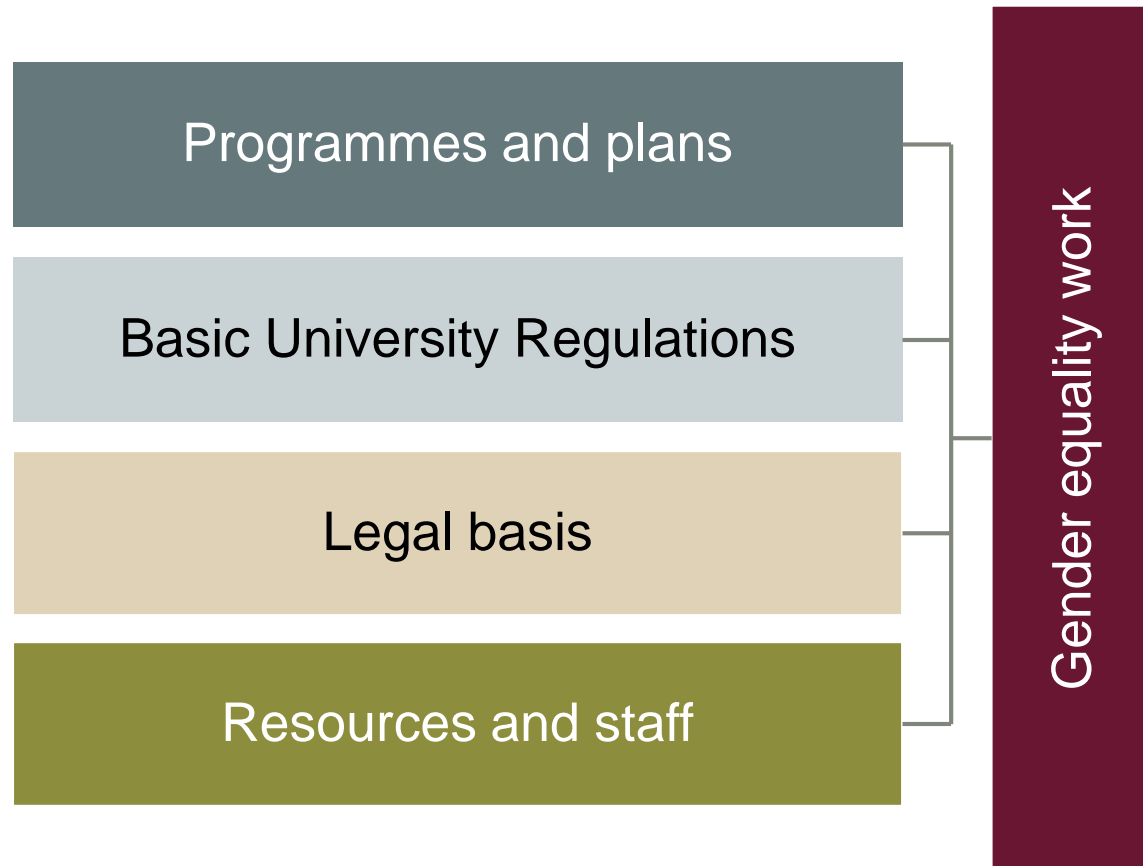 Programmes and plans
Basic University Regulations
Legal basis
Resources and staff
Gender equality work